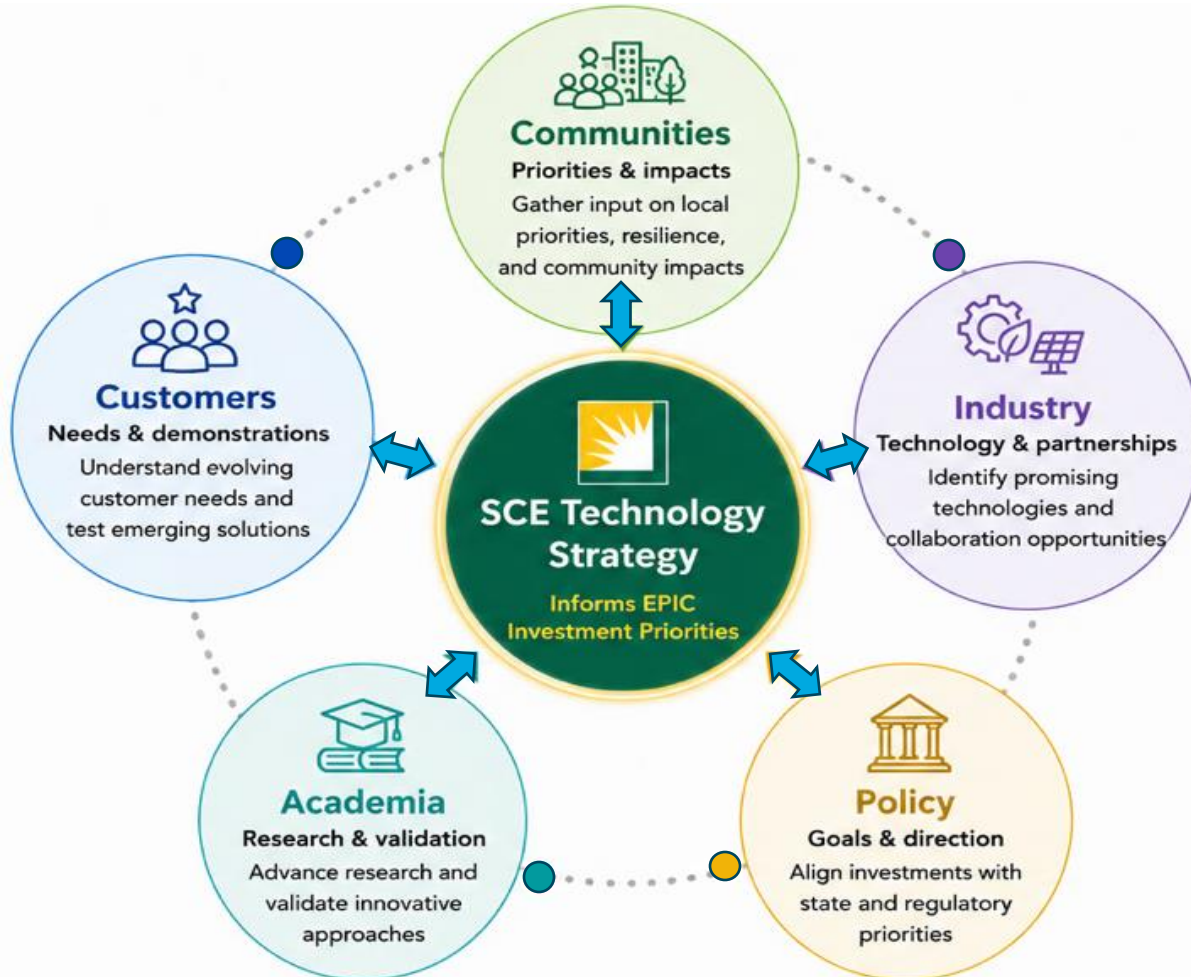 Communities
Priorities & impacts
Gather input on local
priorities, resilience,
and community impacts
Customers
Needs & demonstrations
Understand evolving
customer needs and
test emerging solutions
Industry
Technology & partnerships
Identify promising
technologies and
collaboration opportunities
SCE Technology
Strategy
Informs EPIC
Investment Priorities
Academia
Research & validation
Advance research and
validate innovative
approaches
Policy
Goals & direction
Align investments with
state and regulatory
priorities